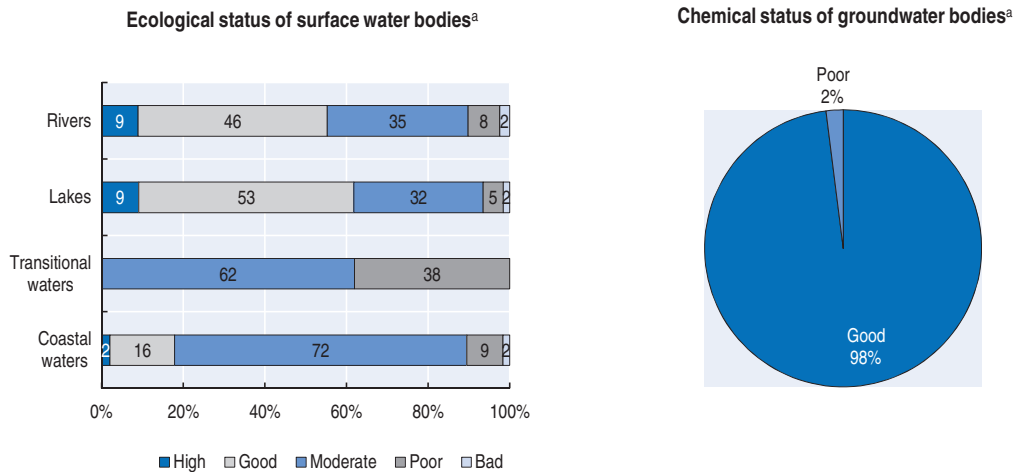 Ecological status of surface water bodiesa
Chemical status of groundwater bodiesa
Rivers
9 46 35 8 2
Lakes
9 53 32 5 2
Transitional
waters
62 38
Coastal
waters
2 16 72 9 2
0% 20% 40% 60% 80% 100%
High Good Moderate Poor Bad
Poor
2%
Good
98%